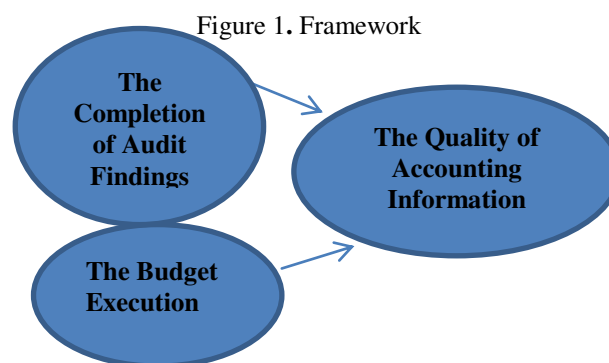 Figure 1. Framework
The
Completion
of Audit
Findings
The Quality of
Accounting
Information
The Budget
Execution